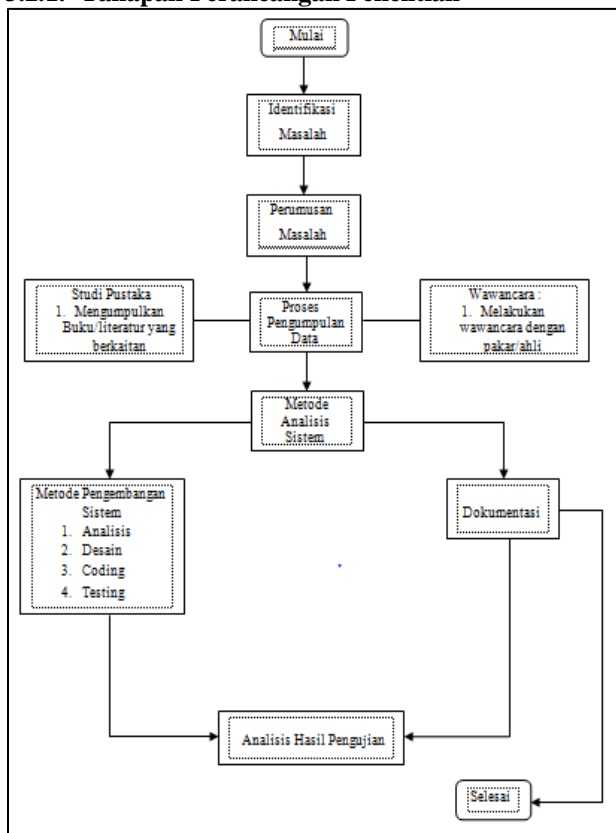 Mulai
Identifikasi
Masalah
Perumusan
Masalah
Studi Pustaka
1. Mengumpulkan
Buku/literatur yang
berkaitan
Proses
Pengumpulan
Data
Wawancara :
1. Melakukan
wawancara dengan
pakar/ahli
Metode
Analisis
Sistem
Metode Pengembangan
Sistem
1. Analisis
2. Desain
3. Coding
4. Testing
Dokumentasi
Analisis Hasil Pengujian
Selesai